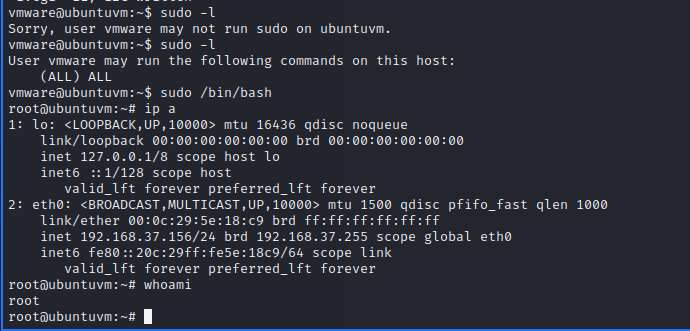 vmware@ubuntuvm:~$ sudo -l
Sorry, user vmware may not run sudo on ubuntuvm.
vmware@ubuntuvm:~$ sudo -l
User vmware may run the following commands on this host:
    (ALL) ALL
vmware@ubuntuvm:~$ sudo /bin/bash
root@ubuntuvm:~# ip a
1: lo: <LOOPBACK,UP,10000> mtu 16436 qdisc noqueue
    link/loopback 00:00:00:00:00:00 brd 00:00:00:00:00:00
    inet 127.0.0.1/8 scope host lo
    inet6 ::1/128 scope host
       valid_lft forever preferred_lft forever
2: eth0: <BROADCAST,MULTICAST,UP,10000> mtu 1500 qdisc pfifo_fast qlen 1000
    link/ether 00:0c:29:5e:18:c9 brd ff:ff:ff:ff:ff:ff
    inet 192.168.37.156/24 brd 192.168.37.255 scope global eth0
    inet6 fe80::20c:29ff:fe5e:18c9/64 scope link
       valid_lft forever preferred_lft forever
root@ubuntuvm:~# whoami
root
root@ubuntuvm:~#